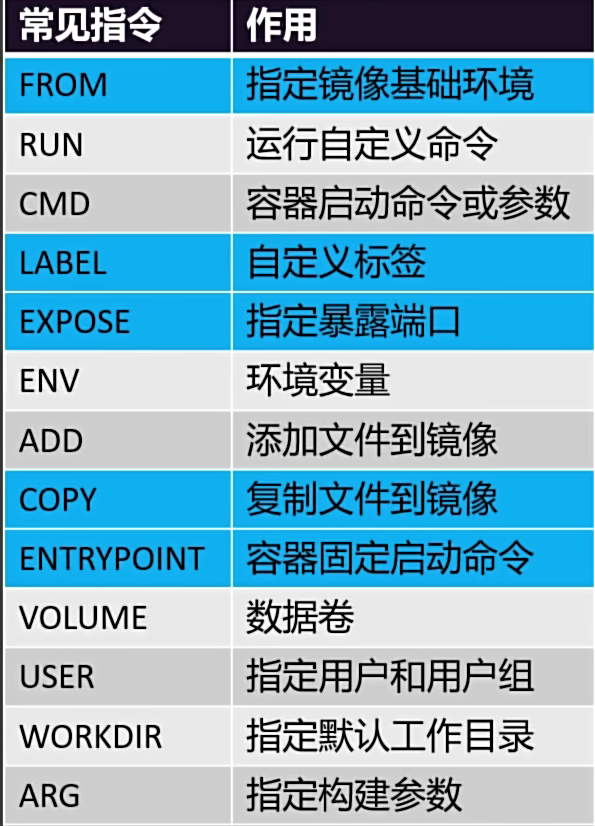 常见指令 作用
FROM 指定镜像基础环境
RUN 运行自定义命令
CMD 容器启动命令或参数
LABEL 自定义标签
EXPOSE 指定暴露端口
ENV 环境变量
ADD 添加文件到镜像
COPY 复制文件到镜像
ENTRYPOINT 容器固定启动命令
VOLUME 数据卷
USER 指定用户和用户组
WORKDIR 指定默认工作目录
ARG 指定构建参数